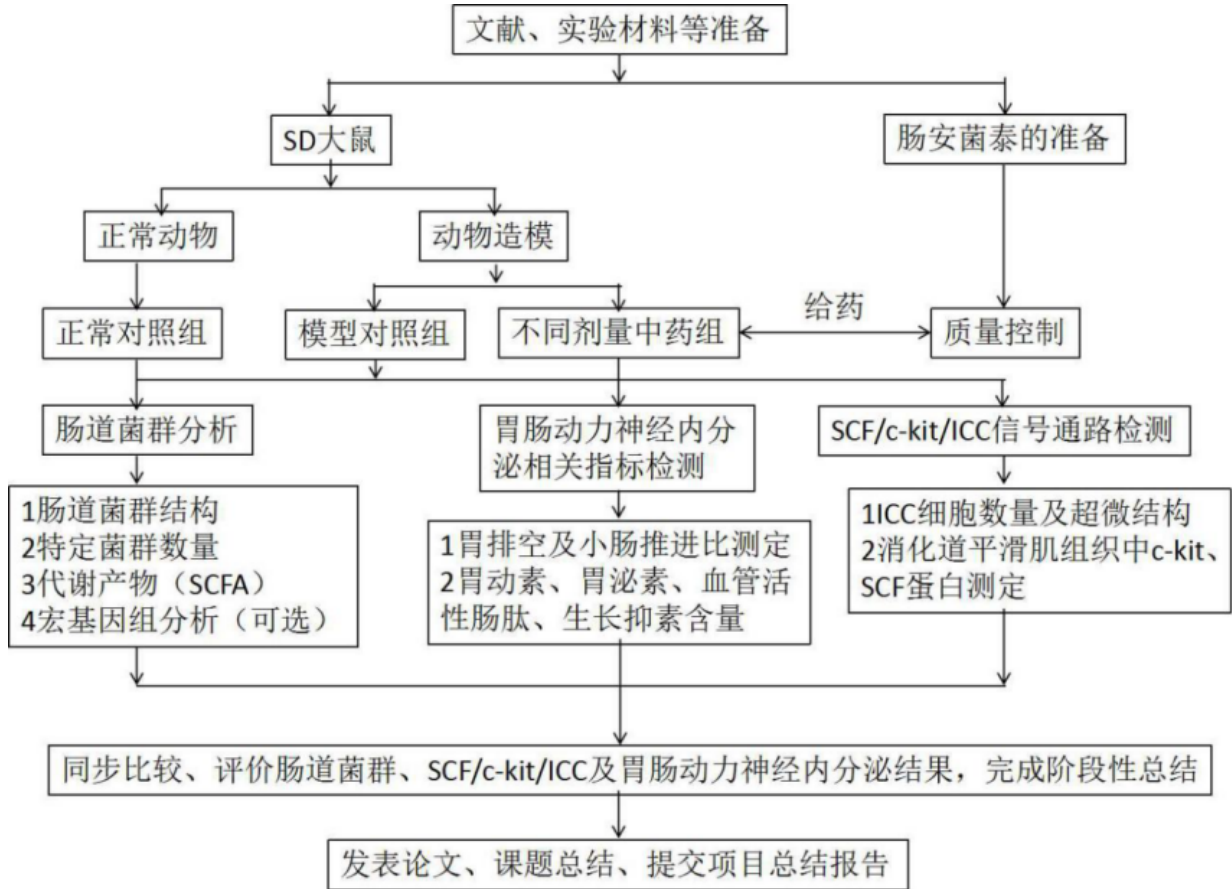 文献、实验材料等准备
SD大鼠
肠安菌泰的准备
正常动物
动物造模
正常对照组
模型对照组
不同剂量中药组
给药
质量控制
肠道菌群分析
胃肠动力神经内分
泌相关指标检测
SCF/c-kit/ICC信号通路检测
1肠道菌群结构
2特定菌群数量
3代谢产物（SCFA）
4宏基因组分析（可选）
1胃排空及小肠推进比测定
2胃动素、胃泌素、血管活
性肠肽、生长抑素含量
1ICC细胞数量及超微结构
2消化道平滑肌组织中c-kit、
SCF蛋白测定
同步比较、评价肠道菌群、SCF/c-kit/ICC及胃肠动力神经内分泌结果，完成阶段性总结
发表论文、课题总结、提交项目总结报告